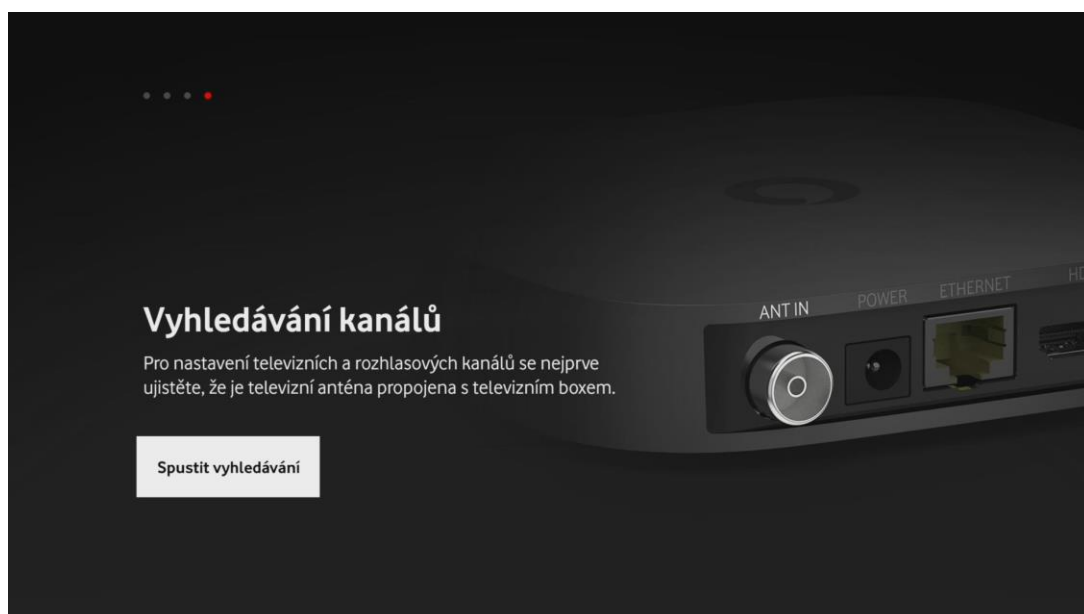 Vyhledávání kanálů
Pro nastavení televizních a rozhlasových kanálů se nejprve
ujistěte, že je televizní anténa propojena s televizním boxem.
Spustit vyhledávání
ANT IN
POWER
ETHERNET